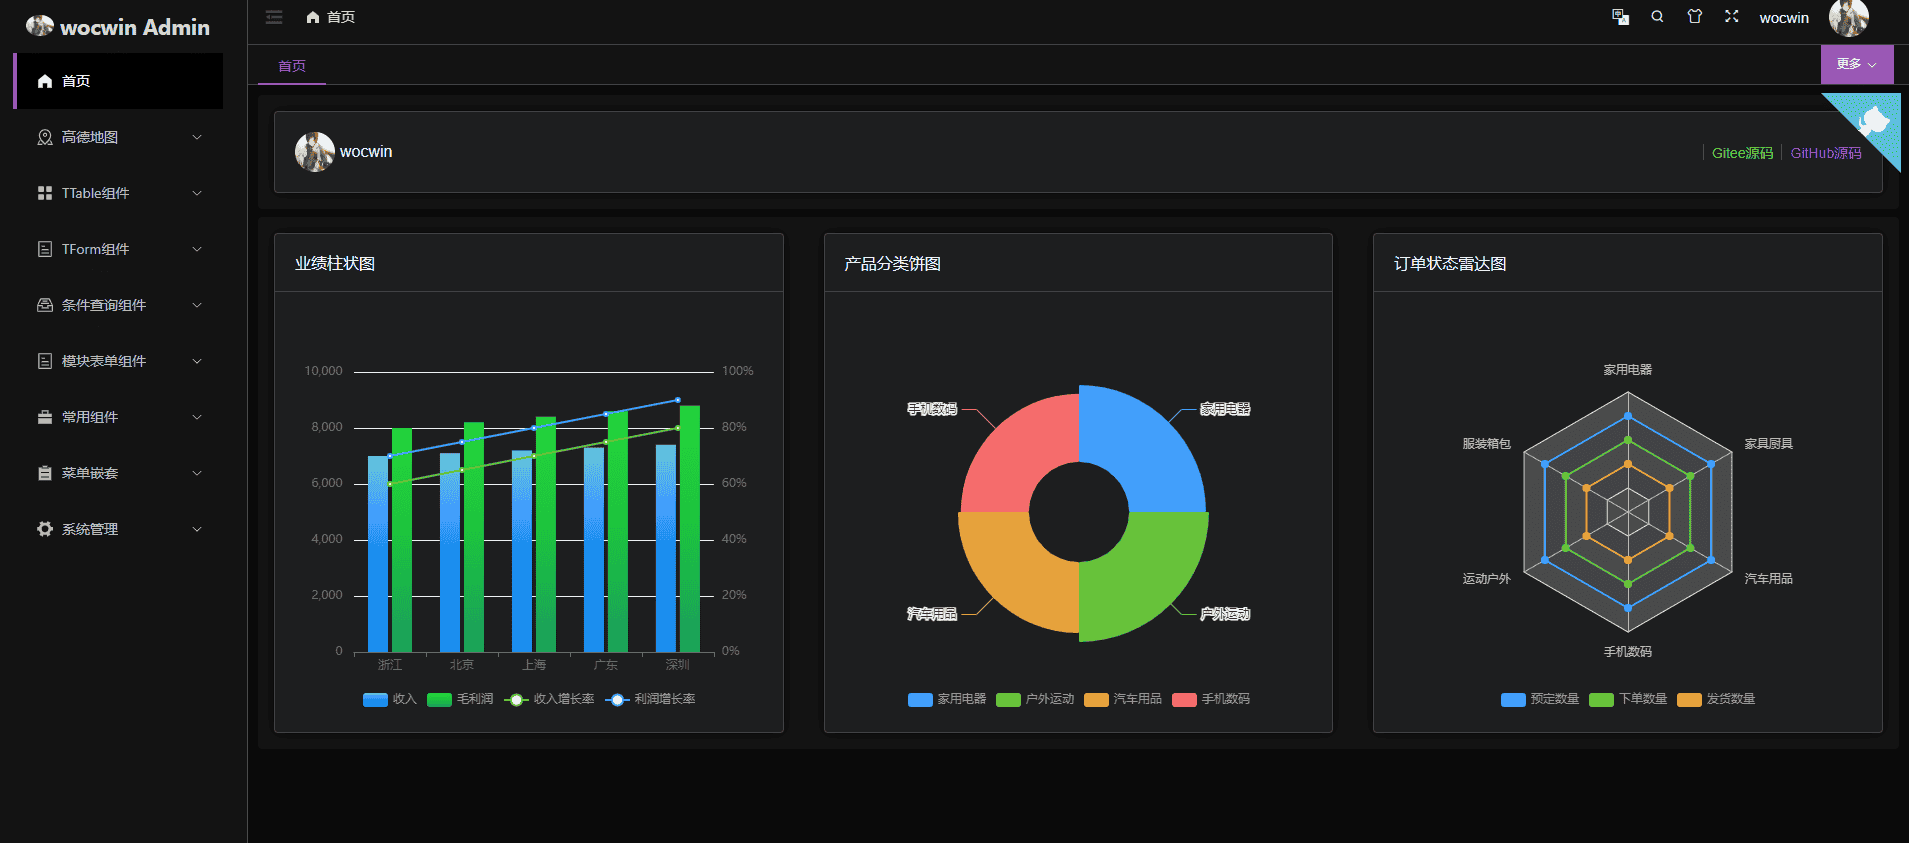 wocwin Admin
首页
高德地图
TTable组件
TForm组件
条件查询组件
模块表单组件
常用组件
菜单嵌套
系统管理
首页
wocwin
首页
更多
wocwin
Gitee源码
GitHub源码
业绩柱状图
10,000
8,000
6,000
4,000
2,000
0
100%
80%
60%
40%
20%
0%
浙江 北京 上海 广东 深圳
收入 毛利润 收入增长率 利润增长率
产品分类饼图
手机数码
家用电器
汽车用品
户外运动
家用电器 户外运动 汽车用品 手机数码
订单状态雷达图
家用电器
服装箱包
家具厨具
运动户外
汽车用品
手机数码
预定数量 下单数量 发货数量